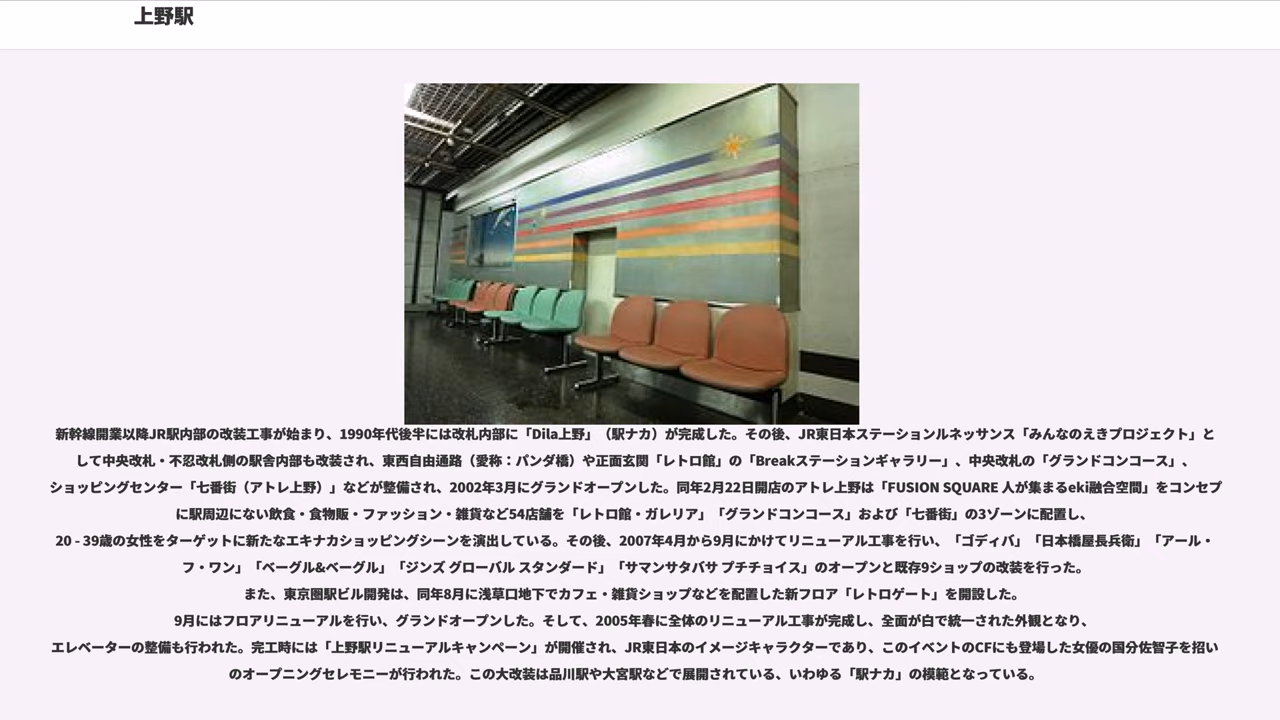 上野駅
新幹線開業以降JR駅内部の改装工事が始まり、1990年代後半には改札内部に「Dila上野」（駅ナカ）が完成した。その後、JR東日本ステーションルネッサンス「みんなのえきプロジェクト」と
して中央改札・不忍改札側の駅舎内部も改装され、東西自由通路（愛称：パンダ橋）や正面玄関「レトロ館」の「Breakステーションギャラリー」、中央改札の「グランドコンコース」、
ショッピングセンター「七番街（アトレ上野）」などが整備され、2002年3月にグランドオープンした。同年2月22日開店のアトレ上野は「FUSION SQUARE 人が集まるeki融合空間」をコンセプ
に駅周辺にない飲食・食物販・ファッション・雑貨など54店舗を「レトロ館・ガレリア」「グランドコンコース」および「七番街」の3ゾーンに配置し、
20 - 39歳の女性をターゲットに新たなエキナカショッピングシーンを演出している。その後、2007年4月から9月にかけてリニューアル工事を行い、「ゴディバ」「日本橋屋長兵衛」「アール・
フ・ワン」「ベーグル&ベーグル」「ジンズ グローバル スタンダード」「サマンサタバサ プチチョイス」のオープンと既存9ショップの改装を行った。
また、東京圏駅ビル開発は、同年8月に浅草口地下でカフェ・雑貨ショップなどを配置した新フロア「レトロゲート」を開設した。
9月にはフロアリニューアルを行い、グランドオープンした。そして、2005年春に全体のリニューアル工事が完成し、全面が白で統一された外観となり、
エレベーターの整備も行われた。完工時には「上野駅リニューアルキャンペーン」が開催され、JR東日本のイメージキャラクターであり、このイベントのCFにも登場した女優の国分佐智子を招い
のオープニングセレモニーが行われた。この大改装は品川駅や大宮駅などで展開されている、いわゆる「駅ナカ」の模範となっている。